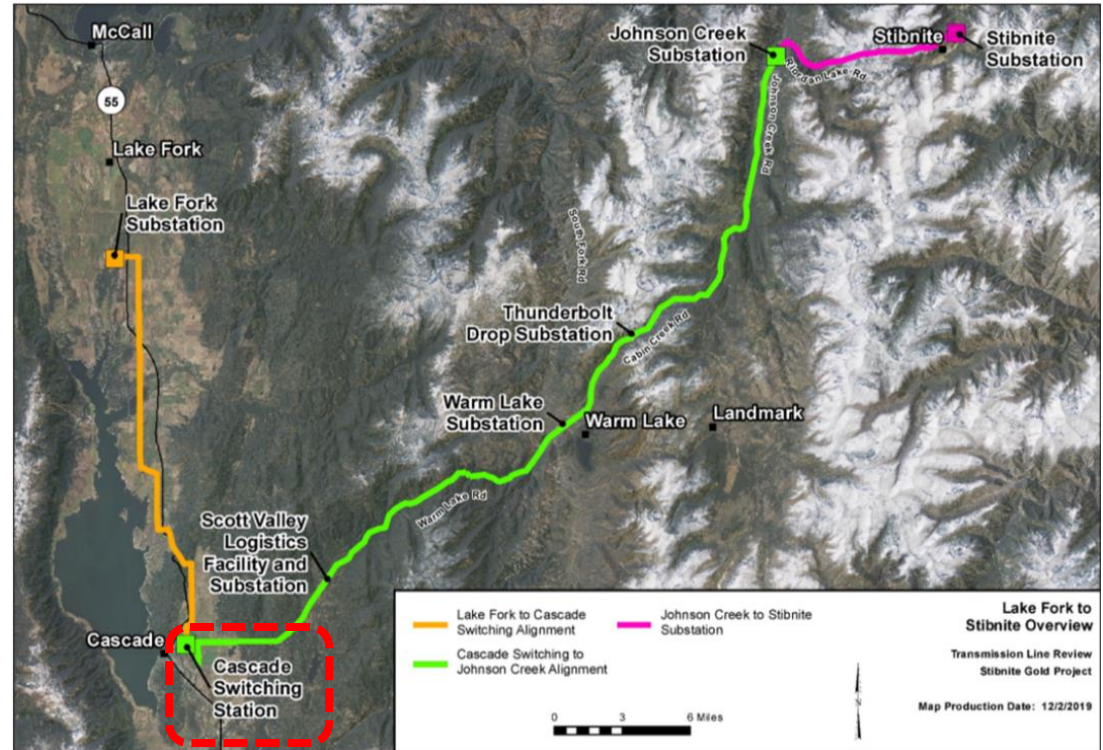 McCall
55
Lake Fork
Lake Fork
Substation
Johnson Creek
Substation
Stibnite
Stibnite
Substation
Riordan Lake Rd
Johnson Creek Rd
South Fork Rd
Thunderbolt
Drop Substation
Cabin Creek Rd
Warm Lake
Substation
Warm Lake
Landmark
Warm Lake Rd
Scott Valley
Logistics
Facility and
Substation
Cascade
Cascade
Switching
Station
Lake Fork to Cascade
Switching Alignment
Cascade Switching to
Johnson Creek Alignment
Johnson Creek to Stibnite
Substation
0 3 6 Miles
N
Lake Fork to
Stibnite Overview
Transmission Line Review
Stibnite Gold Project
Map Production Date: 12/2/2019